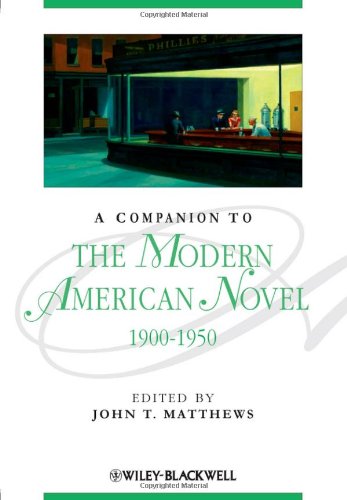 Copyrighted Material
PHILLIES
A COMPANION TO
THE MODERN
AMERICAN NOVEL
1900-1950
EDITED BY
JOHN T. MATTHEWS
WILEY-BLACKWELL
Copyrighted Material